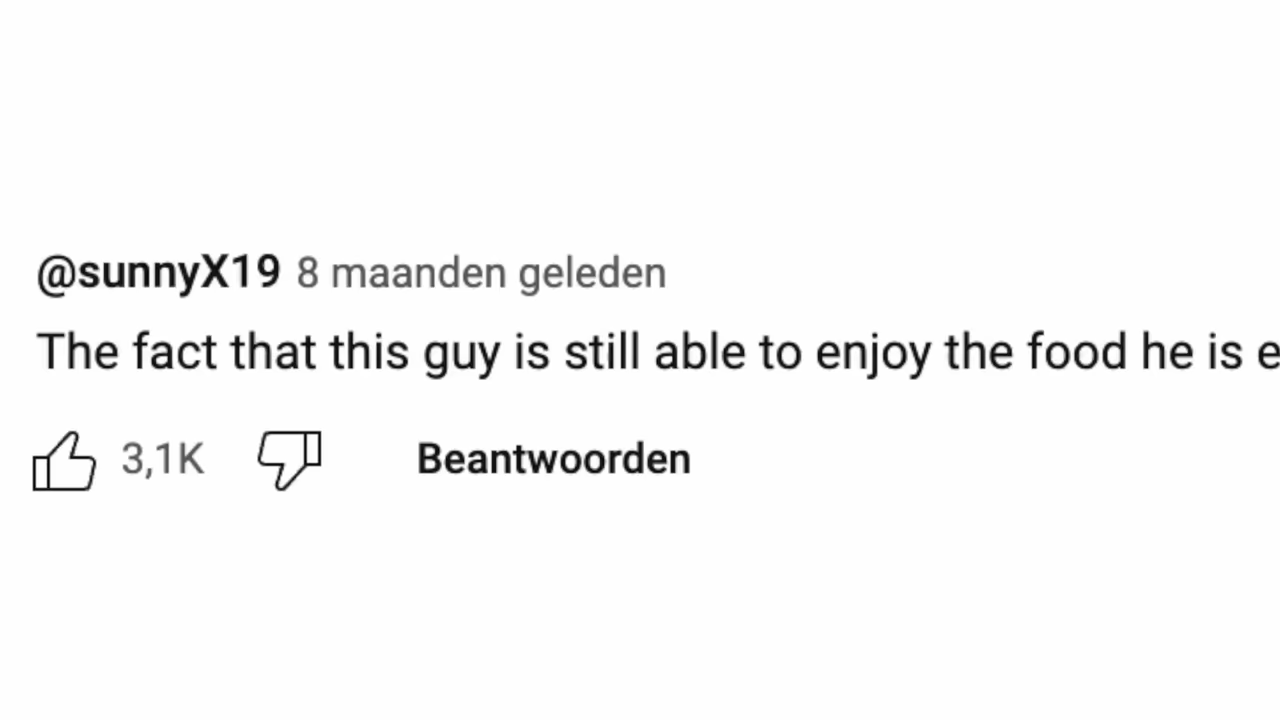 @sunnyX19 8 maanden geleden
The fact that this guy is still able to enjoy the food he is
3,1K Beantwoorden